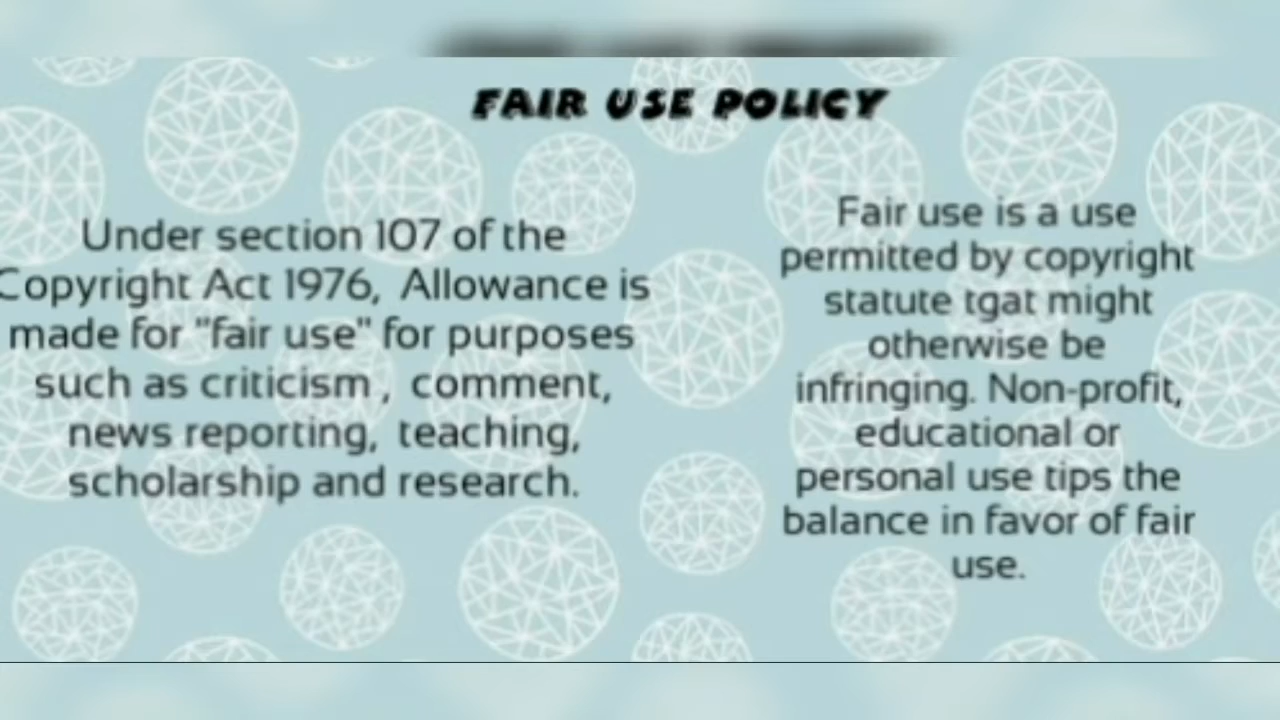 FAIR USE POLICY
Under section 107 of the
Copyright Act 1976, Allowance is
made for "fair use" for purposes
such as criticism , comment,
news reporting, teaching,
scholarship and research.
Fair use is a use
permitted by copyright
statute tgat might
otherwise be
infringing. Non-profit,
educational or
personal use tips the
balance in favor of fair
use.